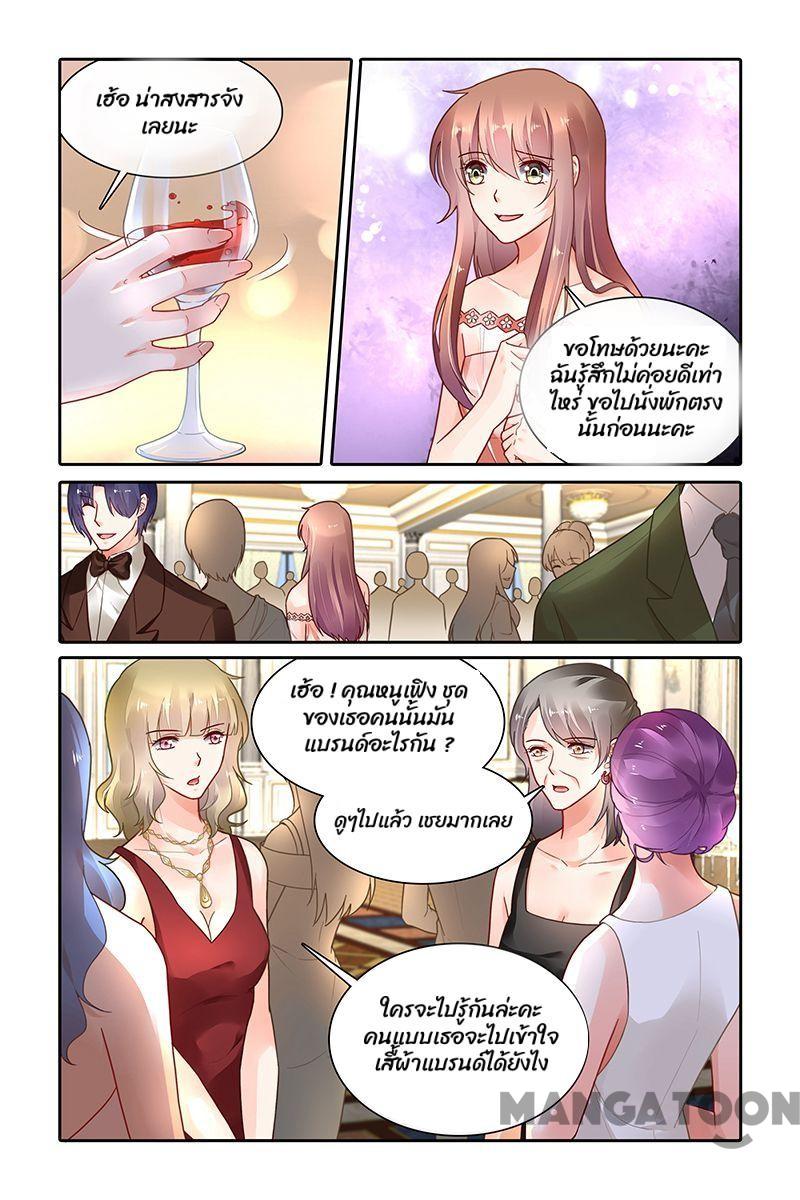 เฮ้อ น่าสงสารจัง
เลยนะ
ขอโทษด้วยนะคะ
ฉันรู้สึกไม่ค่อยดีเท่า
ไหร่ ขอไปนั่งพักตรง
นั้นก่อนนะคะ
เฮ้อ ! คุณหนูเฟิง ชุด
ของเธอคนนั้นมัน
แบรนด์อะไรกัน ?
ดูๆไปแล้ว เชยมากเลย
ใครจะไปรู้กันล่ะคะ
คนแบบเธอจะไปเข้าใจ
เสื้ผ้าแบรนด์ได้ยังไง
MANGATOON